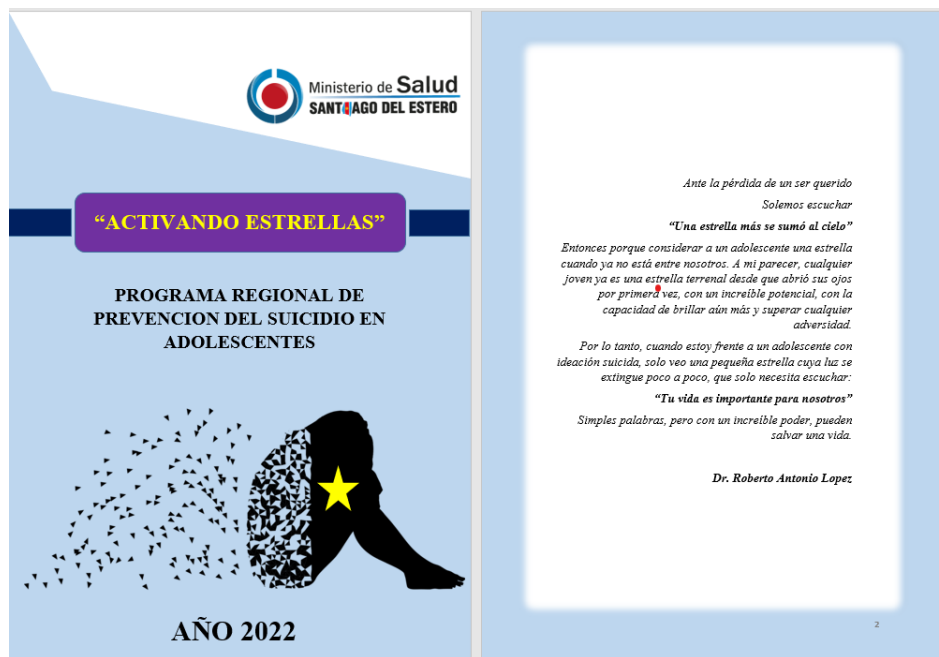 Ministerio de Salud
SANTIAGO DEL ESTERO
“ACTIVANDO ESTRELLAS”
PROGRAMA REGIONAL DE
PREVENCION DEL SUICIDIO EN
ADOLESCENTES
AÑO 2022
Ante la pérdida de un ser querido
Solemos escuchar
“Una estrella más se sumó al cielo”
Entonces porque considerar a un adolescente una estrella
cuando ya no está entre nosotros. A mi parecer, cualquier
joven ya es una estrella terrenal desde que abrió sus ojos
por primera vez, con un increíble potencial, con la
capacidad de brillar aún más y superar cualquier
adversidad.
Por lo tanto, cuando estoy frente a un adolescente con
ideación suicida, solo veo una pequeña estrella cuya luz se
extingue poco a poco, que solo necesita escuchar:
“Tu vida es importante para nosotros”
Simples palabras, pero con un increíble poder, pueden
salvar una vida.
Dr. Roberto Antonio Lopez
2